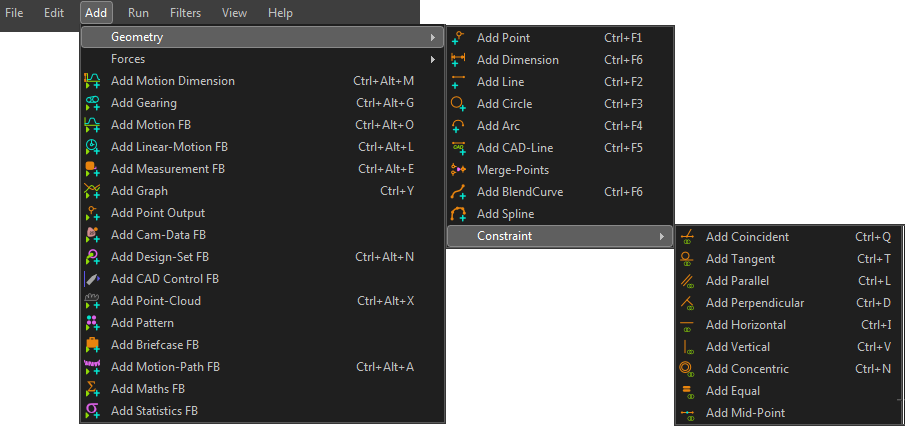 File Edit Add Run Filters View Help
Geometry
Forces
Add Motion Dimension Ctrl+Alt+M
Add Gearing Ctrl+Alt+G
Add Motion FB Ctrl+Alt+O
Add Linear-Motion FB Ctrl+Alt+L
Add Measurement FB Ctrl+Alt+E
Add Graph Ctrl+Y
Add Point Output
Add Cam-Data FB
Add Design-Set FB Ctrl+Alt+N
Add CAD Control FB
Add Point-Cloud Ctrl+Alt+X
Add Pattern
Add Briefcase FB
Add Motion-Path FB Ctrl+Alt+A
Add Maths FB
Add Statistics FB
Add Point Ctrl+F1
Add Dimension Ctrl+F6
Add Line Ctrl+F2
Add Circle Ctrl+F3
Add Arc Ctrl+F4
Add CAD-Line Ctrl+F5
Merge-Points
Add BlendCurve Ctrl+F6
Add Spline
Constraint
Add Coincident Ctrl+Q
Add Tangent Ctrl+T
Add Parallel Ctrl+L
Add Perpendicular Ctrl+D
Add Horizontal Ctrl+I
Add Vertical Ctrl+V
Add Concentric Ctrl+N
Add Equal
Add Mid-Point